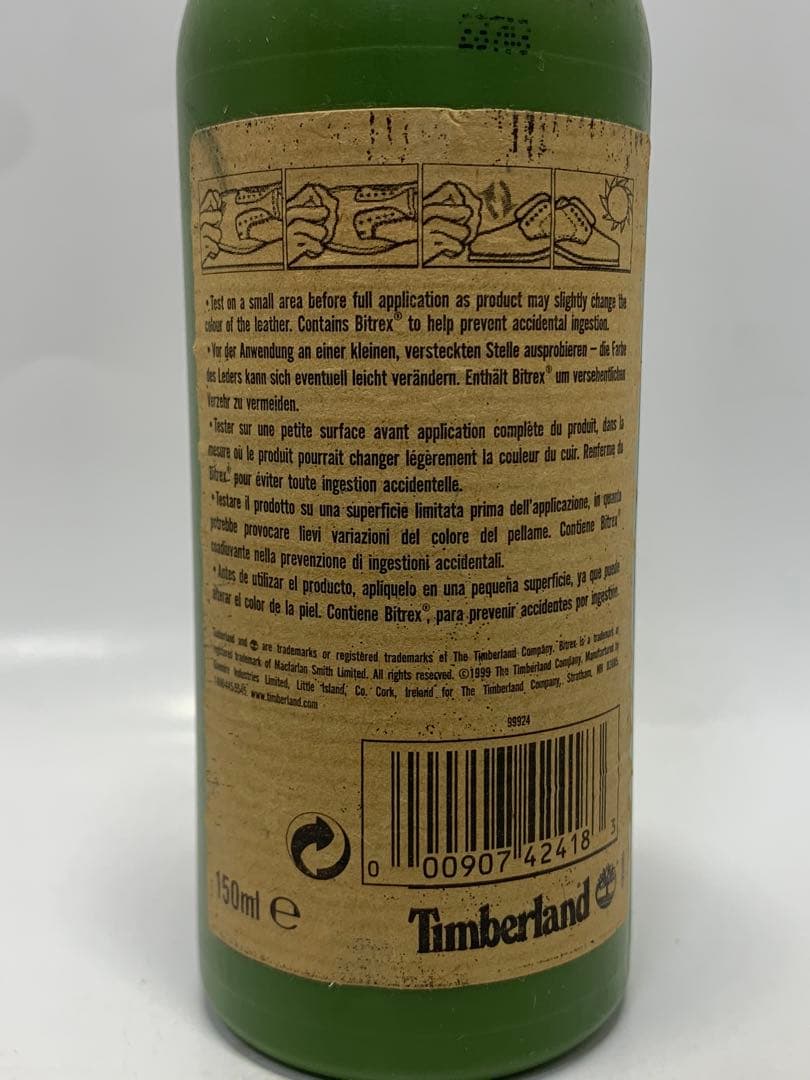 • Test on a small area before full application as product may slightly change the
colour of the leather. Contains Bitrex® to help prevent accidental ingestion.
• Vor der Anwendung an einer kleinen, versteckten Stelle ausprobieren – die Farbe
des Leders kann sich eventuell leicht verändern. Enthält Bitrex® um versehentlichen
Verzehr zu vermeiden.
• Tester sur une petite surface avant application complète du produit, dans la
mesure où le produit pourrait changer légèrement la couleur du cuir. Renferme du
Bitrex® pour éviter toute ingestion accidentelle.
• Testare il prodotto su una superficie limitata prima dell'applicazione, in quanto
potrebbe provocare lievi variazioni del colore del pellame. Contiene Bitrex®,
coadiuvante nella prevenzione di ingestioni accidentali.
• Antes de utilizar el producto, aplíquelo en una pequeña superficie, ya que puede
alterar el color de la piel. Contiene Bitrex®, para prevenir accidentes por ingestión.
Timberland and are trademarks or registered trademarks of The Timberland Company. Bitrex is a trademark or
registered trademark of Macfarlan Smith Limited. All rights reserved. ©1999 The Timberland Company. Manufactured by
Industries Limited, Little Island, Co. Cork, Ireland for The Timberland Company, Stratham, NH
www.timberland.com
99924
0 00907 42418 3
150ml e
Timberland